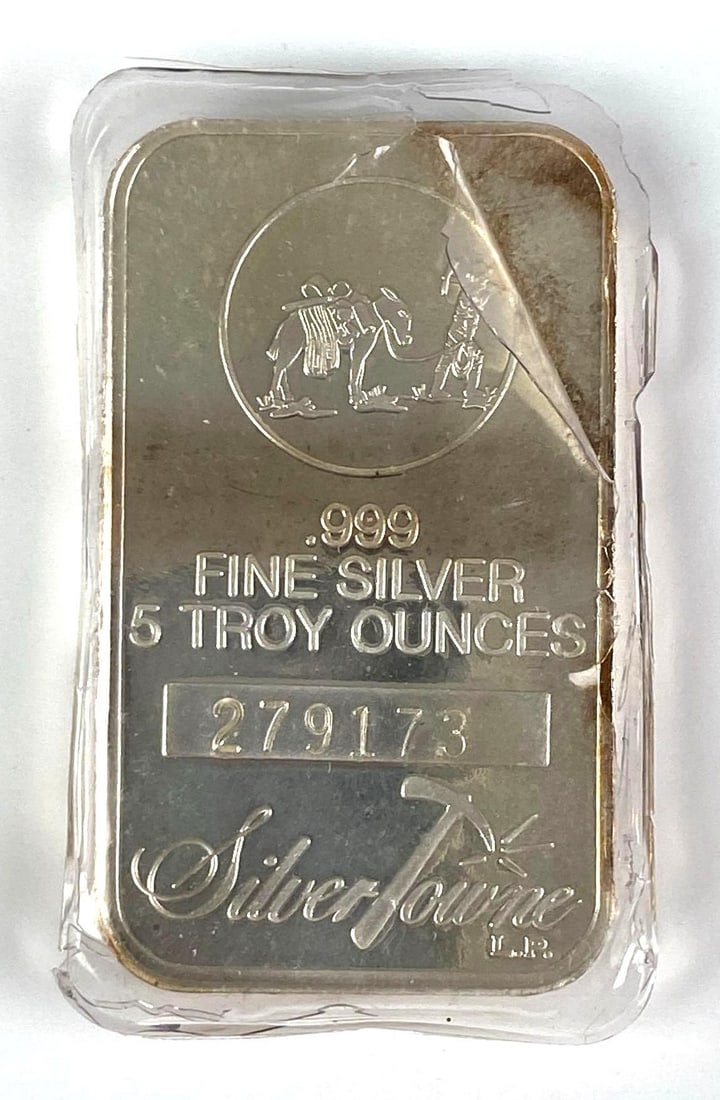 .999
FINE SILVER
5 TROY OUNCES
279173
SilverTowne
L.P.